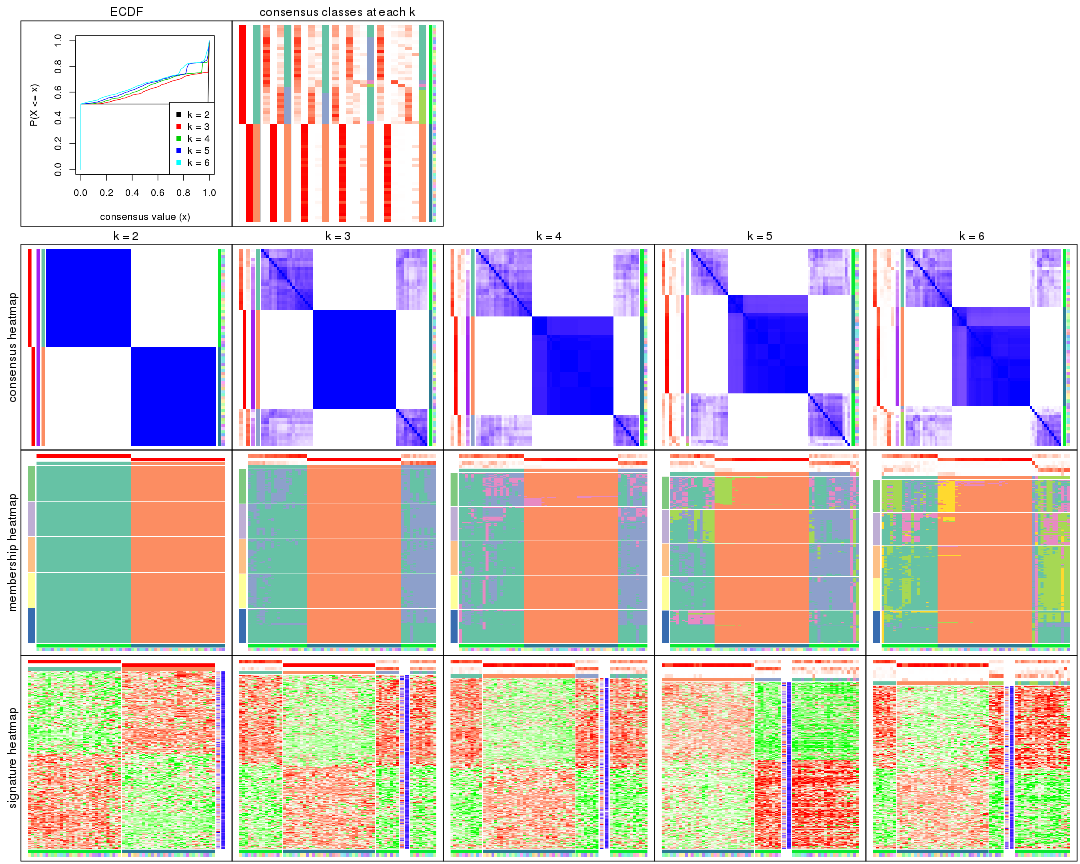 ECDF
consensus classes at each k
P(X <= x)
0.0
0.2
0.4
0.6
0.8
1.0
k = 2
k = 3
k = 4
k = 5
k = 6
0.0 0.2 0.4 0.6 0.8 1.0
consensus value (x)
k = 2
k = 3
k = 4
k = 5
k = 6
consensus heatmap
membership heatmap
signature heatmap